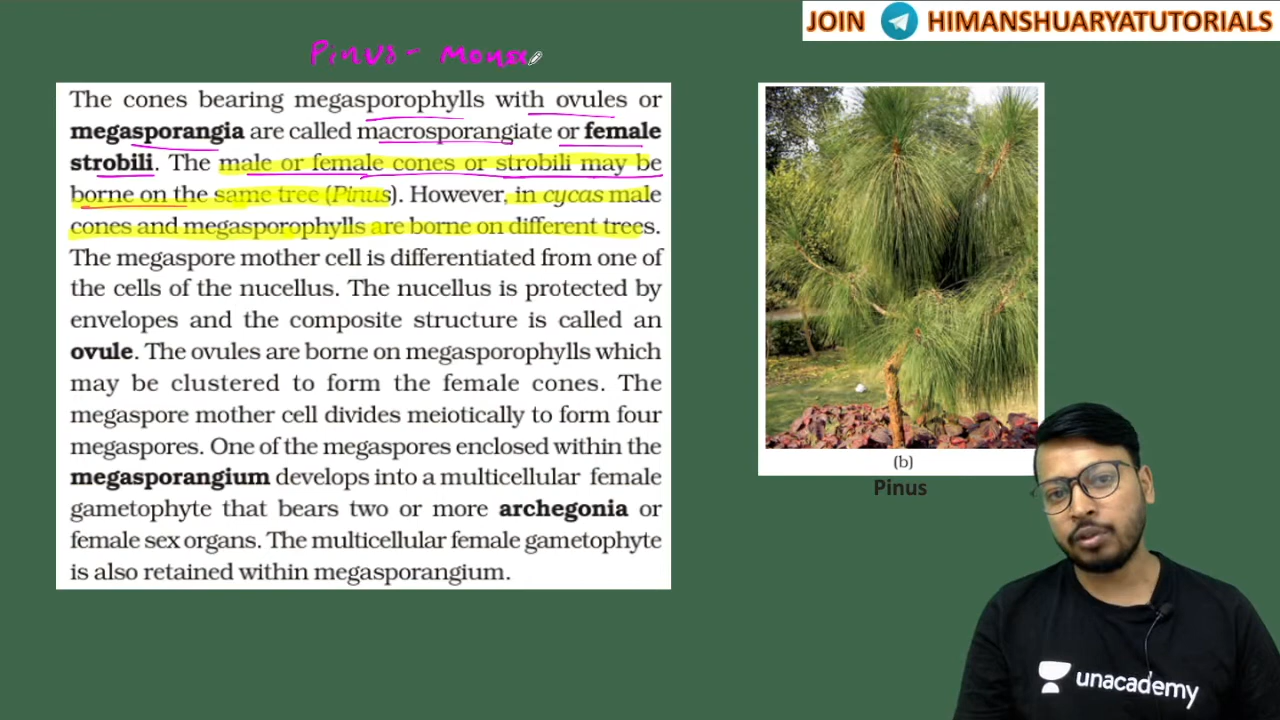 JOIN HIMANSHUARYATUTORIALS
Pinus -
The cones bearing megasporophylls with ovules or
megasporangia are called macrosporangiate or female
strobili. The male or female cones or strobili may be
borne on the same tree (Pinus). However, in cycas male
cones and megasporophylls are borne on different trees.
The megaspore mother cell is differentiated from one of
the cells of the nucellus. The nucellus is protected by
envelopes and the composite structure is called an
ovule. The ovules are borne on megasporophylls which
may be clustered to form the female cones. The
megaspore mother cell divides meiotically to form four
megaspores. One of the megaspores enclosed within the
megasporangium develops into a multicellular female
gametophyte that bears two or more archegonia or
female sex organs. The multicellular female gametophyte
is also retained within megasporangium.
(b)
Pinus
unacademy